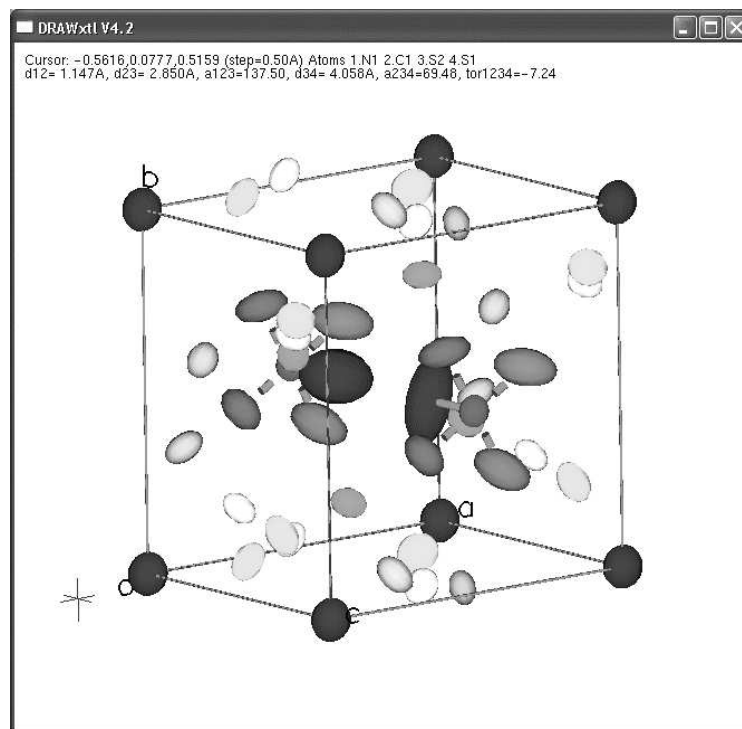 DRAWxtl V4.2
Cursor: -0.5616,0.0777,0.5159 (step=0.50A) Atoms 1.N1 2.C1 3.S2 4.S1
d12= 1.147A, d23= 2.850A, a123=137.50, d34= 4.058A, a234=69.48, tor1234=-7.24
b
a
o
c